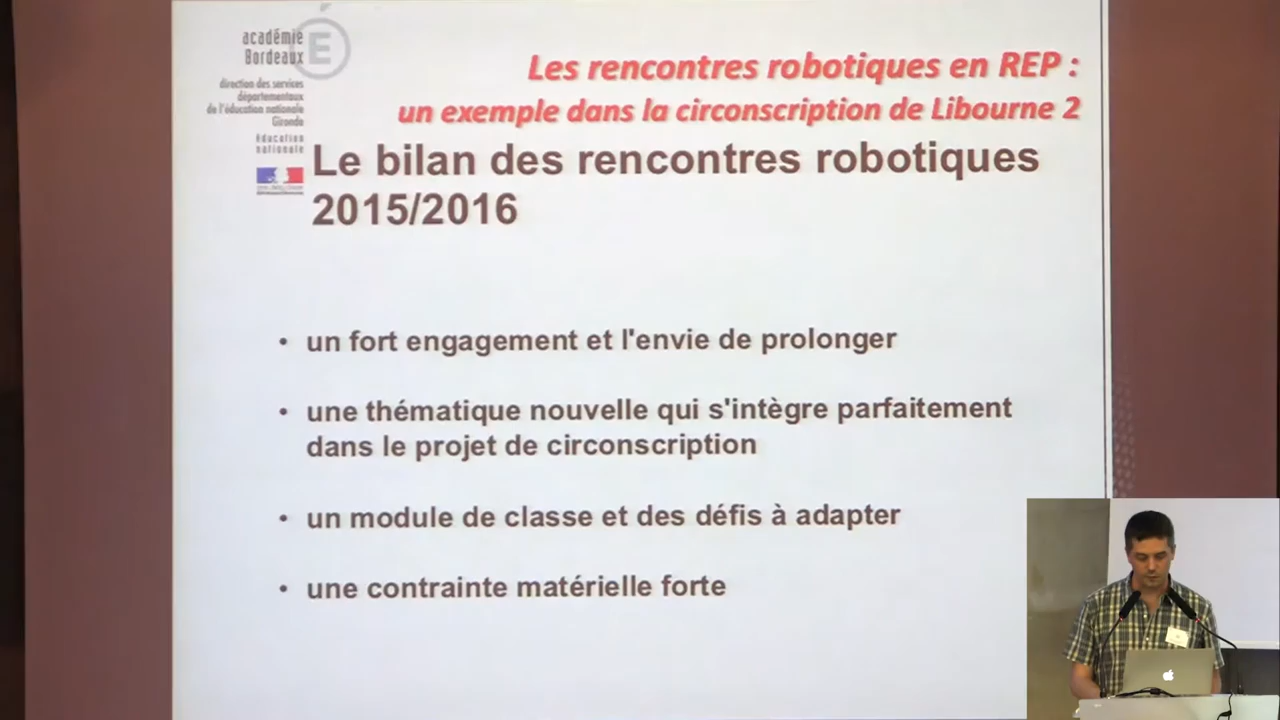 académie
Bordeaux
direction des services
départementaux
de l'éducation nationale
Gironde
éducation
nationale
Les rencontres robotiques en REP :
un exemple dans la circonscription de Libourne 2
Le bilan des rencontres robotiques
2015/2016
• un fort engagement et l'envie de prolonger
• une thématique nouvelle qui s'intègre parfaitement
dans le projet de circonscription
• un module de classe et des défis à adapter
• une contrainte matérielle forte